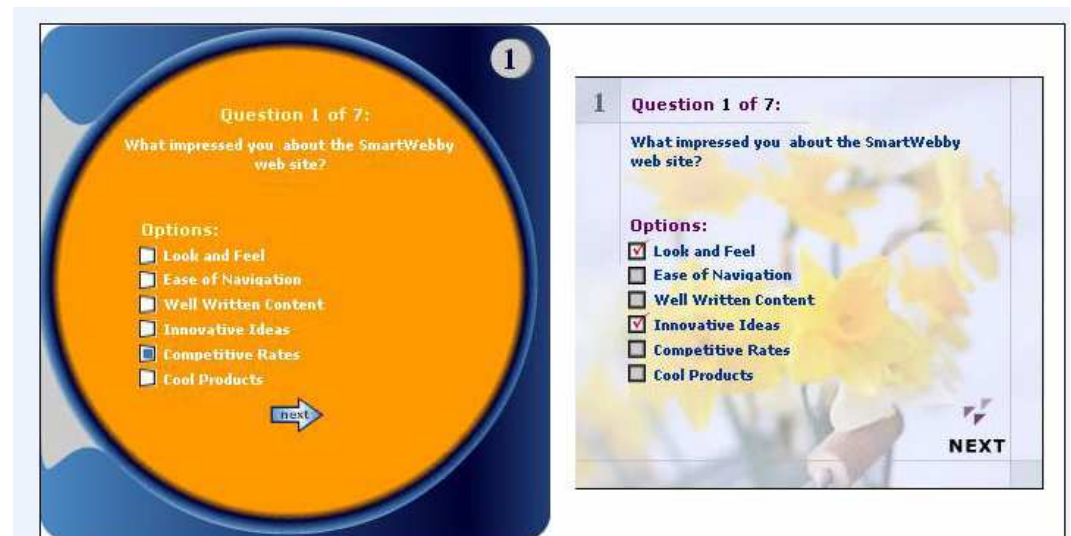 1
Question 1 of 7:
What impressed you about the SmartWebby
web site?
Options:
Look and Feel
Ease of Navigation
Well Written Content
Innovative Ideas
Competitive Rates
Cool Products
next
1
Question 1 of 7:
What impressed you about the SmartWebby
web site?
Options:
Look and Feel
Ease of Navigation
Well Written Content
Innovative Ideas
Competitive Rates
Cool Products
NEXT